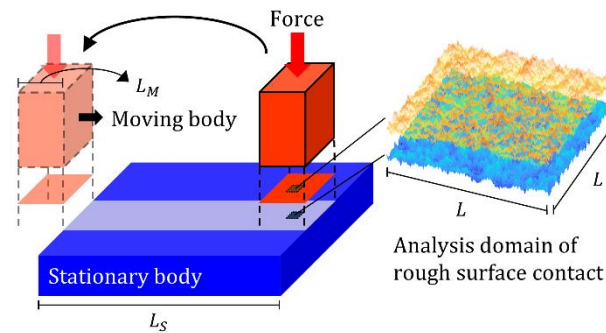 Force
L_M
Moving body
Stationary body
L_S
L
L
Analysis domain of
rough surface contact